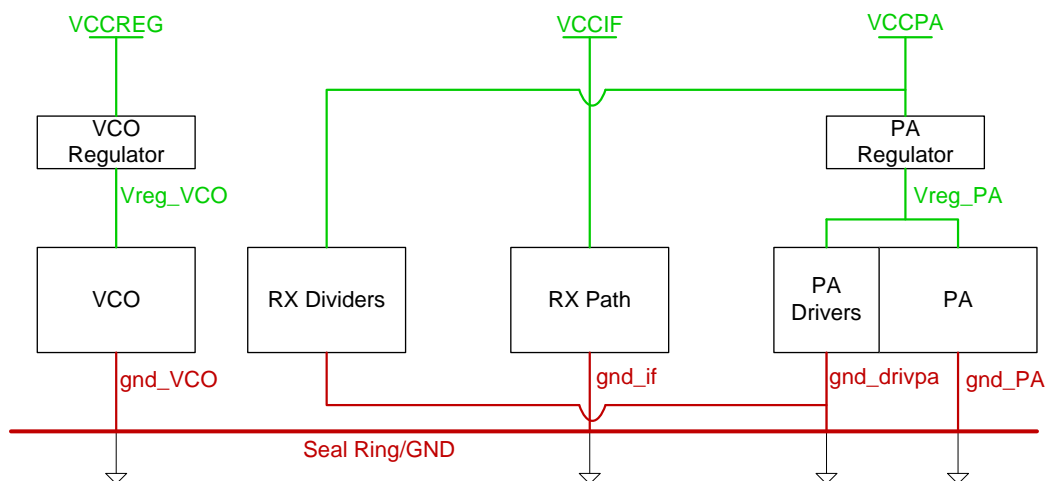 VCCREG
VCCIF
VCCPA
VCO
Regulator
PA
Regulator
Vreg_VCO
Vreg_PA
VCO
RX Dividers
RX Path
PA
Drivers
PA
gnd_VCO
gnd_if
gnd_drivpa
gnd_PA
Seal Ring/GND